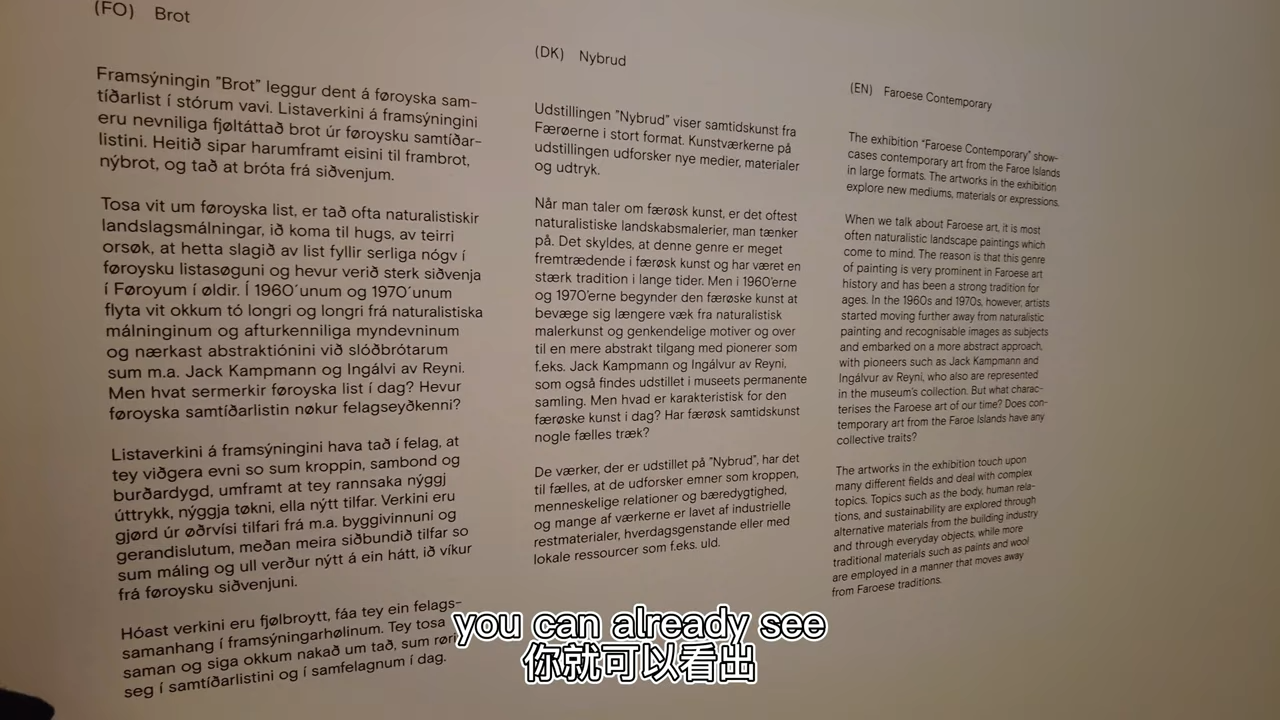 (FO) Brot
Framsýningin "Brot" leggur dent á føroyska sam-
tíðarlist í stórum vavi. Listaverkini á framsýningini
eru nevniliga fjøltáttað brot úr føroysku samtíðar-
listini. Heitið sipar harumframt eisini til frambrot,
nýbrot, og tað at bróta frá siðvenjum.
Tosa vit um føroyska list, er tað ofta naturalistiskir
landslagsmálningar, ið koma til hugs, av teirri
orsøk, at hetta slagið av list fyllir serliga nógv í
føroysku listasøguni og hevur verið sterk siðvenja
í Føroyum í øldir. Í 1960´unum og 1970´unum
flyta vit okkum tó longri og longri frá naturalistiska
málninginum og afturkenniliga myndevninum
og nærkast abstraktiónini við slóðbrótarum
sum m.a. Jack Kampmann og Ingálvi av Reyni.
Men hvat sermerkir føroyska list í dag? Hevur
føroyska samtíðarlistin nøkur felagseyðkenni?
Listaverkini á framsýningini hava tað í felag, at
tey viðgera evni so sum kroppin, sambond og
burðardygd, umframt at tey rannsaka nýggj
úttrykk, nýggja tøkni, ella nýtt tilfar. Verkini eru
gjørd úr øðrvísi tilfari frá m.a. byggivinnuni og
gerandislutum, meðan meira siðbundið tilfar so
sum máling og ull verður nýtt á ein hátt, ið víkur
frá føroysku siðvenjuni.
Hóast verkini eru fjølbroytt, fáa tey ein felags-
samanhang í framsýningarhølinum. Tey tosa
saman og siga okkum nakað um tað, sum røri
seg í samtíðarlistini og í samfelagnum í dag.
(DK) Nybrud
Udstillingen "Nybrud" viser samtidskunst fra
Færøerne i stort format. Kunstværkerne på
udstillingen udforsker nye medier, materialer
og udtryk.
Når man taler om færøsk kunst, er det oftest
naturalistiske landskabsmalerier, man tænker
på. Det skyldes, at denne genre er meget
fremtrædende i færøsk kunst og har været en
stærk tradition i lange tider. Men i 1960'erne
og 1970'erne begynder den færøske kunst at
bevæge sig længere væk fra naturalistisk
malerkunst og genkendelige motiver og over
til en mere abstrakt tilgang med pionerer som
f.eks. Jack Kampmann og Ingálvur av Reyni,
som også findes udstillet i museets permanente
samling. Men hvad er karakteristisk for den
færøske kunst i dag? Har færøsk samtidskunst
nogle fælles træk?
De værker, der er udstillet på "Nybrud", har det
til fælles, at de udforsker emner som kroppen,
menneskelige relationer og bæredygtighed,
og mange af værkerne er lavet af industrielle
restmaterialer, hverdagsgenstande eller med
lokale ressourcer som f.eks. uld.
(EN) Faroese Contemporary
The exhibition "Faroese Contemporary" show-
cases contemporary art from the Faroe Islands
in large formats. The artworks in the exhibition
explore new mediums, materials or expressions.
When we talk about Faroese art, it is most
often naturalistic landscape paintings which
come to mind. The reason is that this genre
of painting is very prominent in Faroese art
history and has been a strong tradition for
ages. In the 1960s and 1970s, however, artists
started moving further away from naturalistic
painting and recognisable images as subjects
and embarked on a more abstract approach,
with pioneers such as Jack Kampmann and
Ingálvur av Reyni, who also are represented
in the museum's collection. But what charac-
terises the Faroese art of our time? Does con-
temporary art from the Faroe Islands have any
collective traits?
The artworks in the exhibition touch upon
many different fields and deal with complex
topics. Topics such as the body, human rela-
tions, and sustainability are explored through
alternative materials from the building industry
and through everyday objects, while more
traditional materials such as paints and wool
are employed in a manner that moves away
from Faroese traditions.
you can already see
你就可以看出